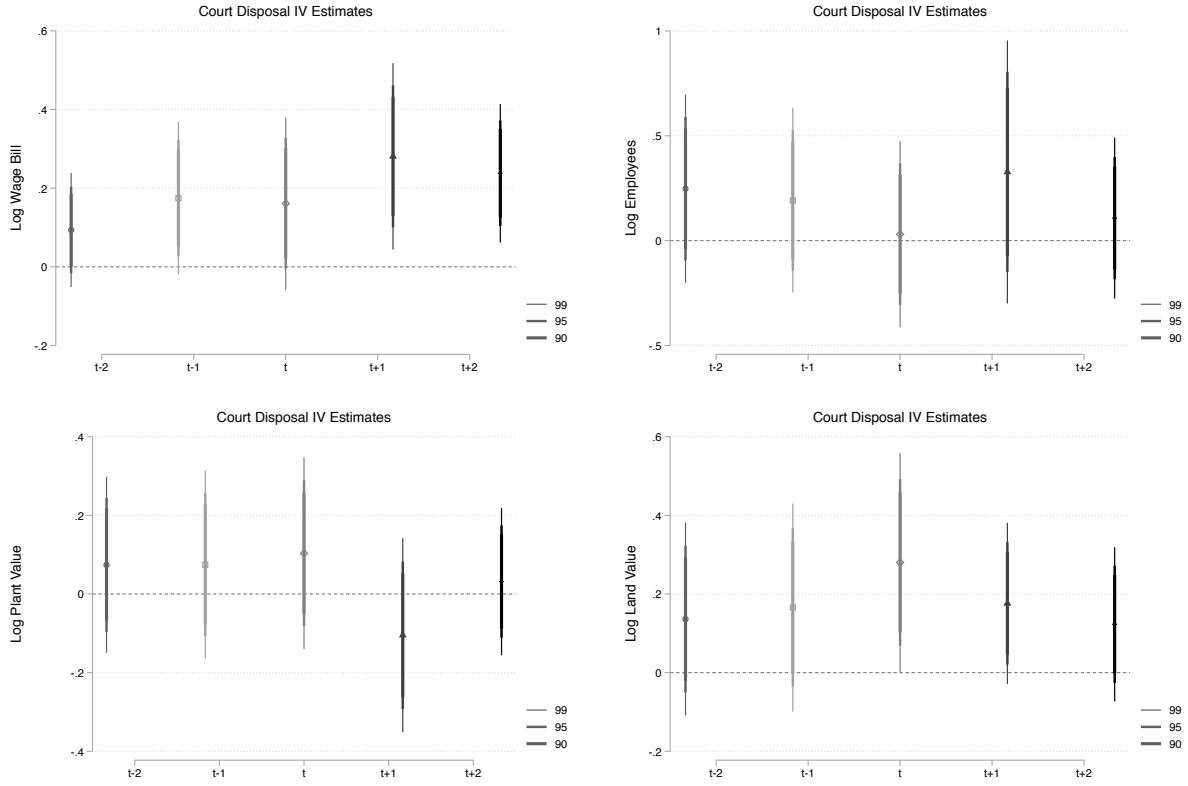 Court Disposal IV Estimates
Log Wage Bill
.6
.4
.2
0
-.2
t-2 t-1 t t+1 t+2
99
95
90
Court Disposal IV Estimates
Log Employees
1
.5
0
-.5
t-2 t-1 t t+1 t+2
99
95
90
Court Disposal IV Estimates
Log Plant Value
.4
.2
0
-.2
-.4
t-2 t-1 t t+1 t+2
99
95
90
Court Disposal IV Estimates
Log Land Value
.6
.4
.2
0
-.2
t-2 t-1 t t+1 t+2
99
95
90